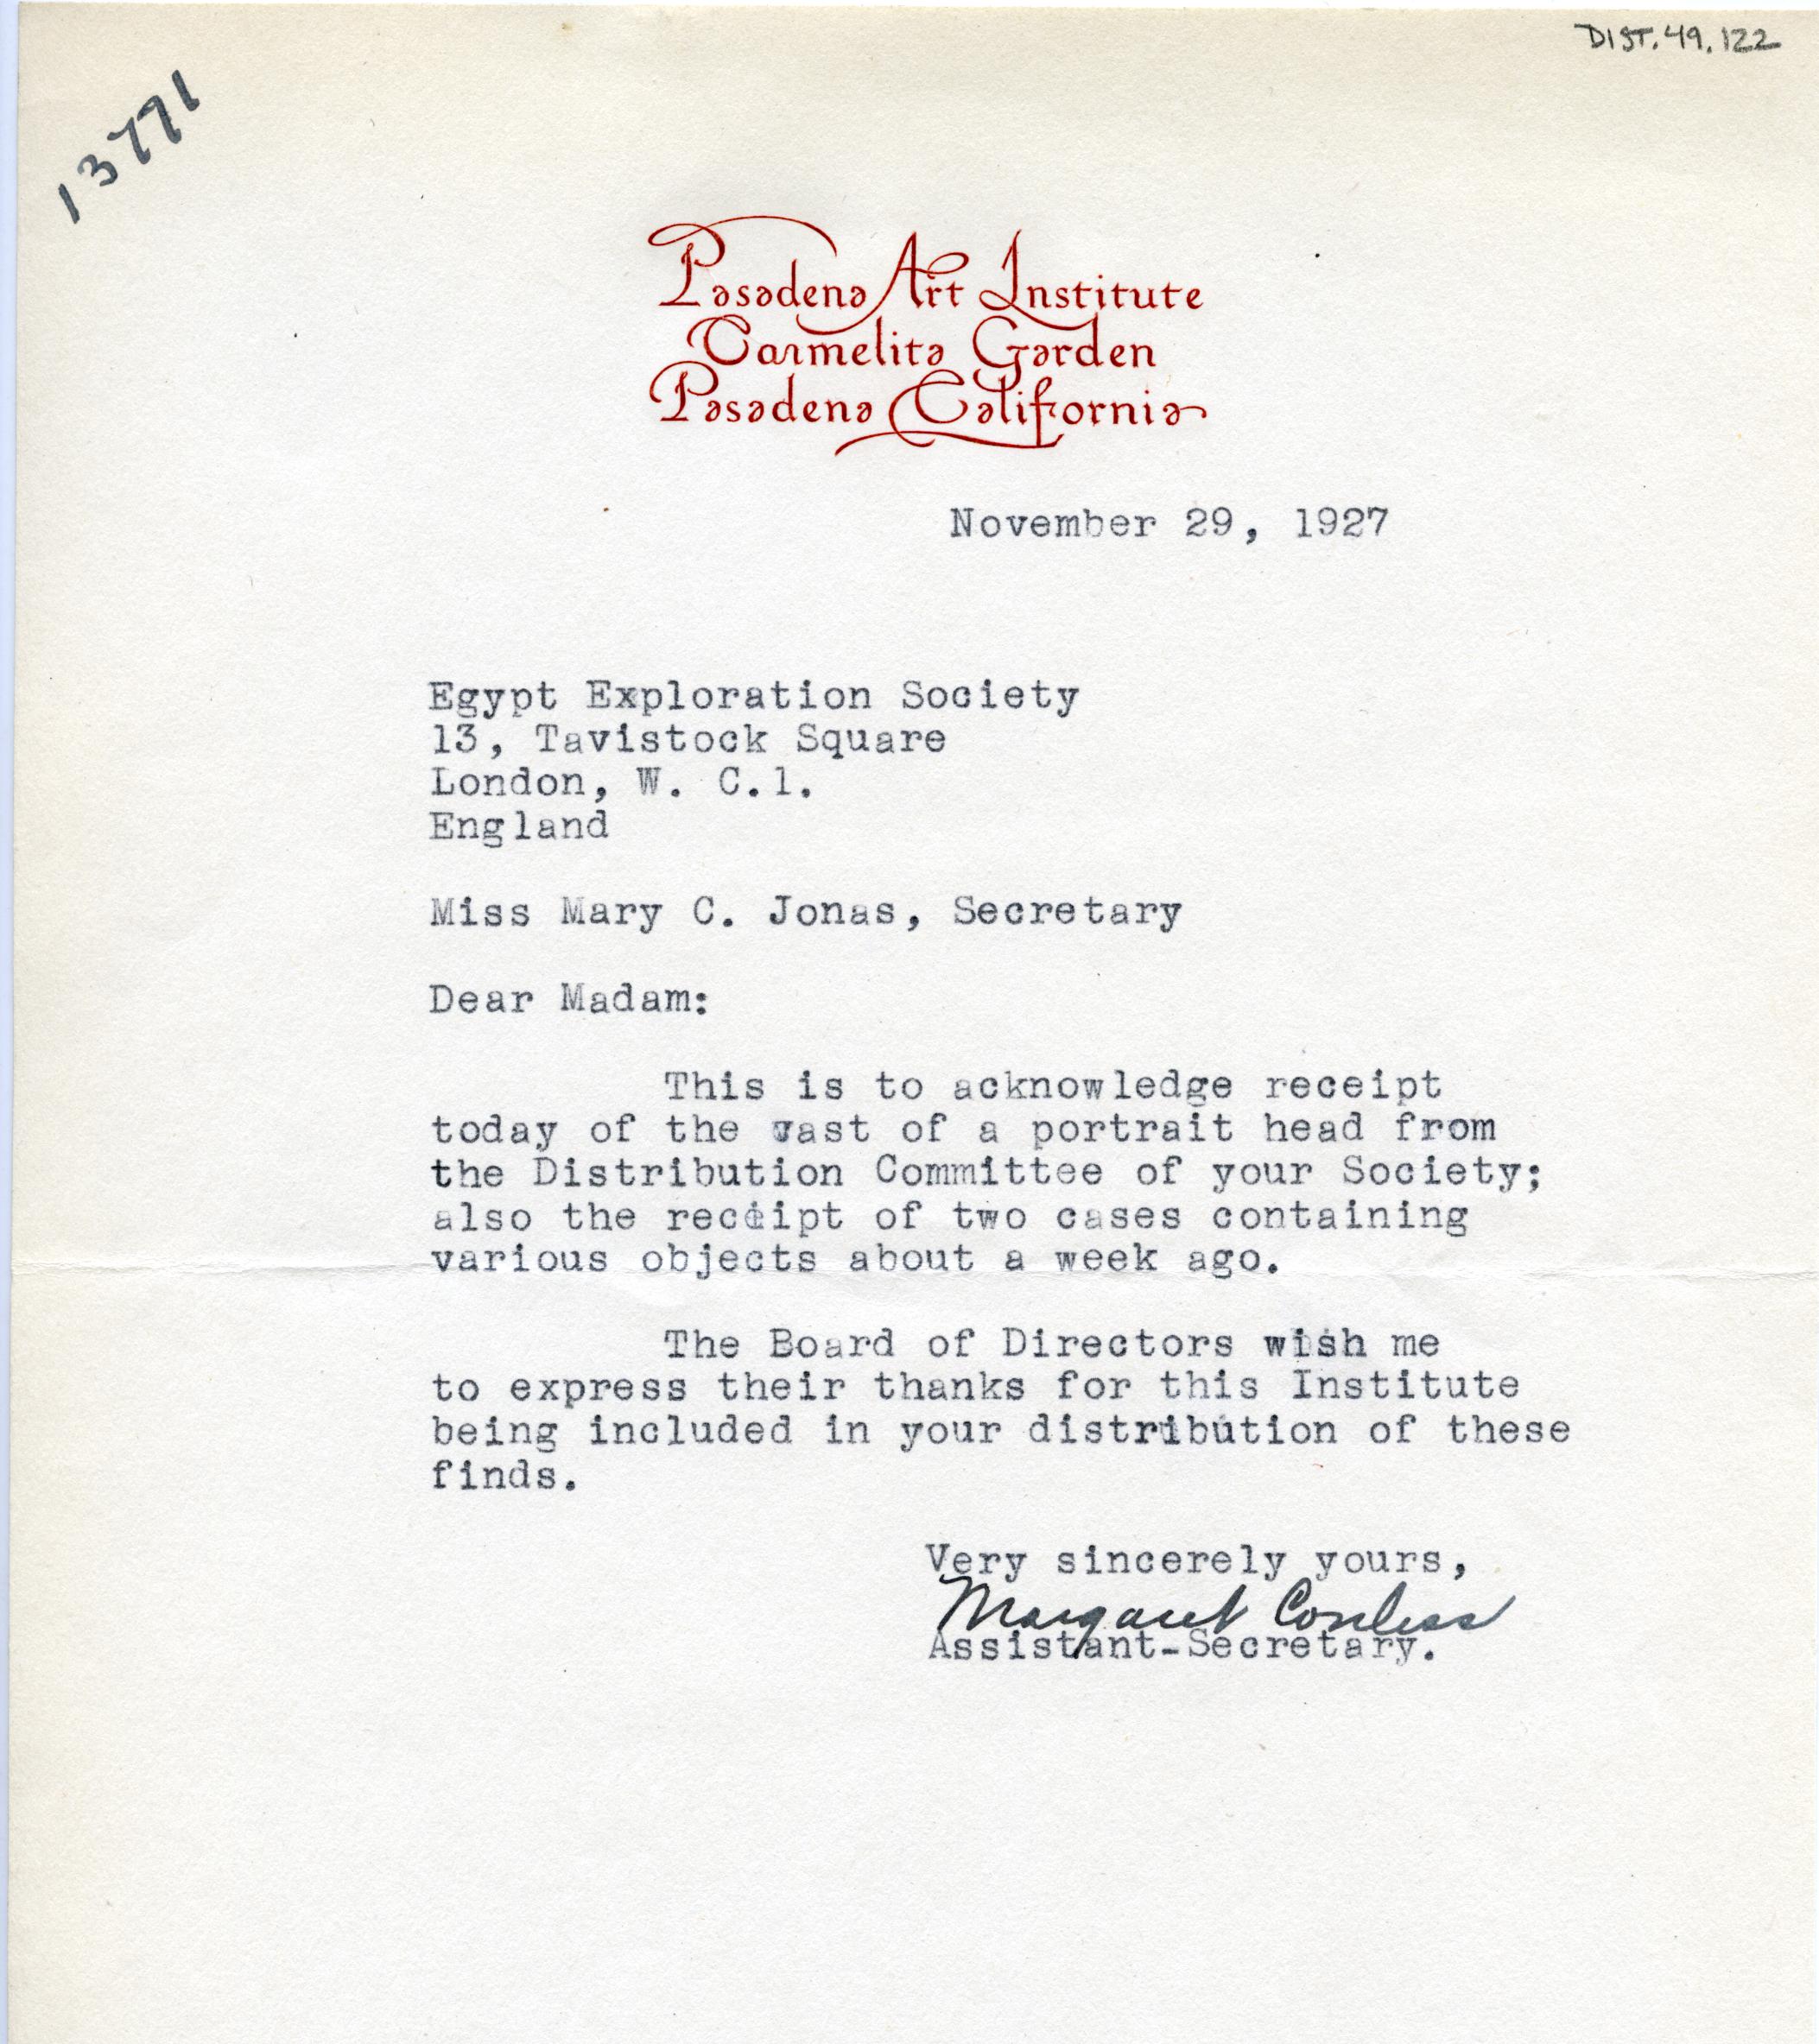 DIST.49.122
13771
Pasadena Art Institute
Carmelita Garden
Pasadena California
November 29, 1927
Egypt Exploration Society
13, Tavistock Square
London, W. C.1.
England
Miss Mary C. Jonas, Secretary
Dear Madam:
This is to acknowledge receipt
today of the cast of a portrait head from
the Distribution Committee of your Society;
also the receipt of two cases containing
various objects about a week ago.
The Board of Directors wish me
to express their thanks for this Institute
being included in your distribution of these
finds.
Very sincerely yours,
Margaret
Assistant-Secretary.